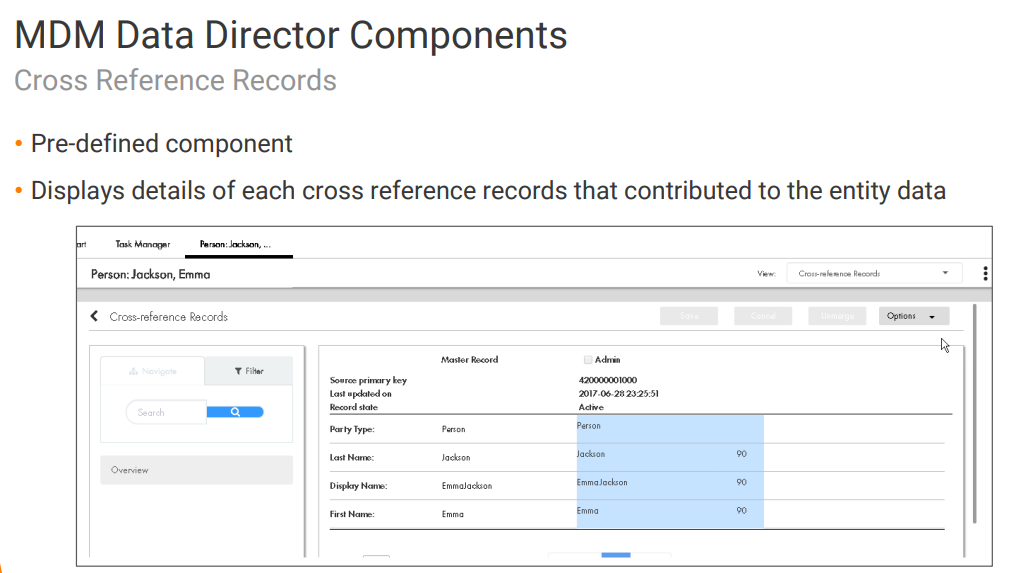 MDM Data Director Components
Cross Reference Records
• Pre-defined component
• Displays details of each cross reference records that contributed to the entity data
art Task Manager Person: Jackson, ...
Person: Jackson, Emma View: Cross-reference Records
Cross-reference Records Save Cancel Unmerge Options
Navigate Filter
Search
Overview
Master Record Admin
Source primary key 420000001000
Last updated on 2017-06-28 23:25:51
Record state Active
Party Type: Person Person
Last Name: Jackson Jackson 90
Display Name: EmmaJackson EmmaJackson 90
First Name: Emma Emma 90